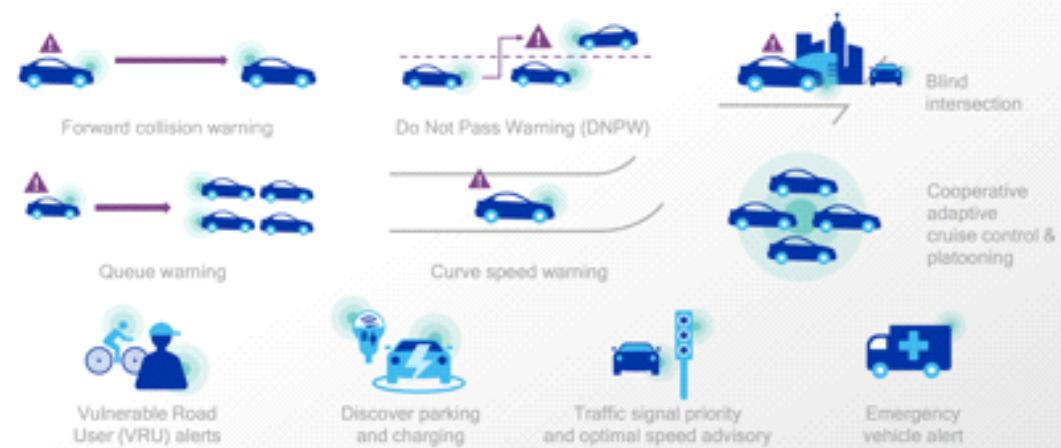 Forward collision warning
Do Not Pass Warning (DNPW)
Blind
intersection
Queue warning
Curve speed warning
Cooperative
adaptive
cruise control &
platooning
Vulnerable Road
User (VRU) alerts
Discover parking
and charging
Traffic signal priority
and optimal speed advisory
Emergency
vehicle alert